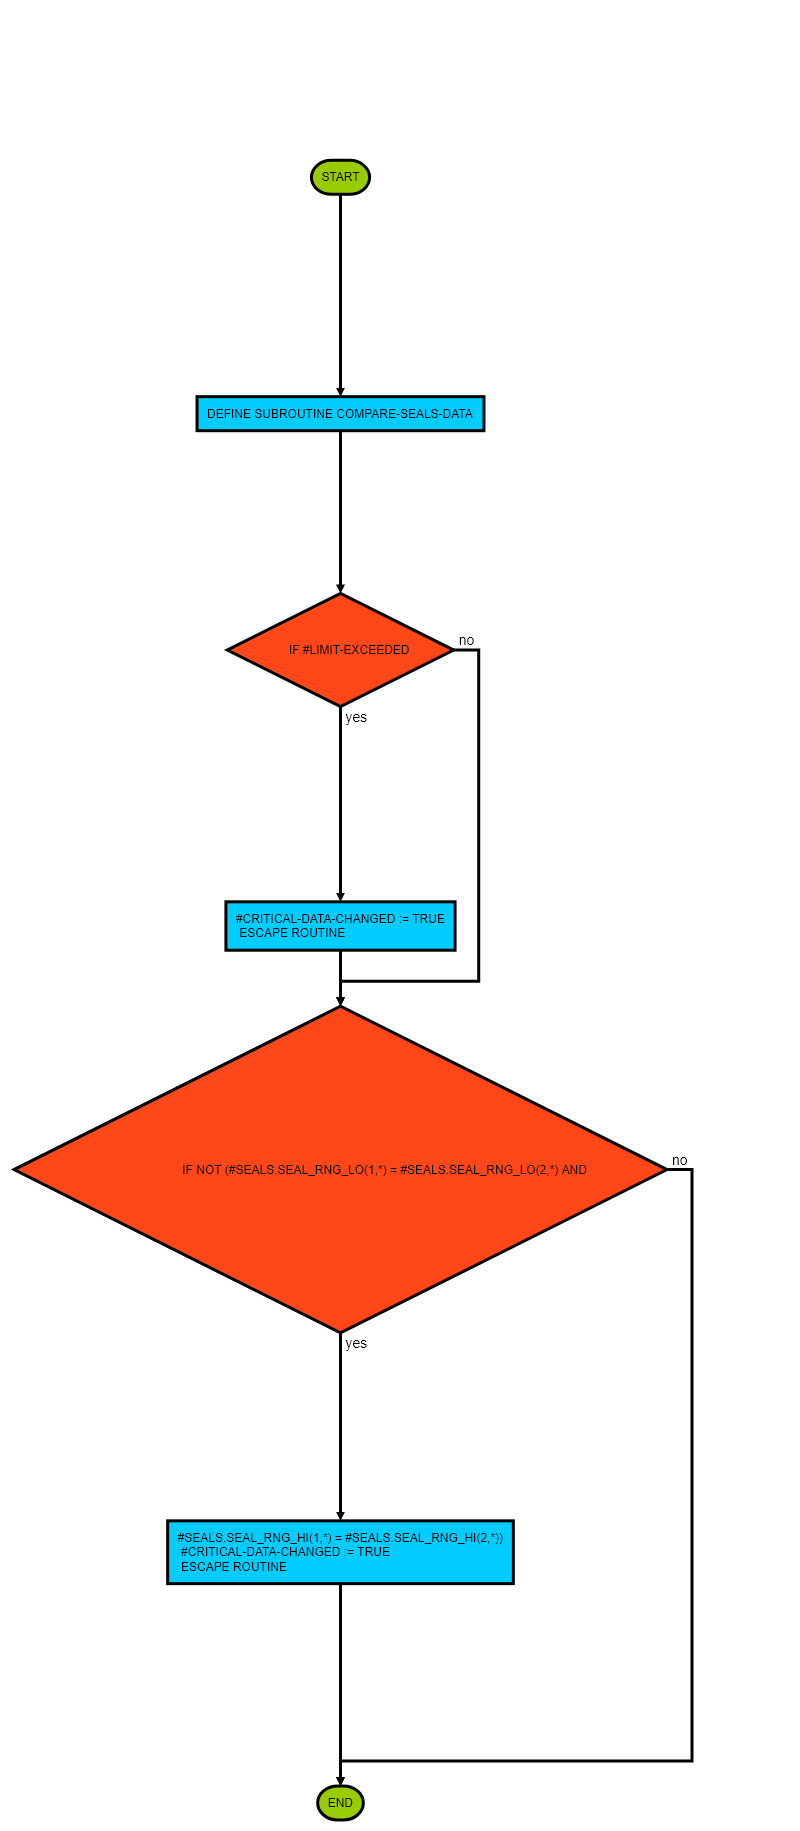 START
DEFINE SUBROUTINE COMPARE-SEALS-DATA
IF #LIMIT-EXCEEDED
no
yes
#CRITICAL-DATA-CHANGED := TRUE
ESCAPE ROUTINE
no
IF NOT (#SEALS.SEAL_RNG_LO(1,*) = #SEALS.SEAL_RNG_LO(2,*) AND
yes
#SEALS.SEAL_RNG_HI(1,*) = #SEALS.SEAL_RNG_HI(2,*))
#CRITICAL-DATA-CHANGED := TRUE
ESCAPE ROUTINE
END